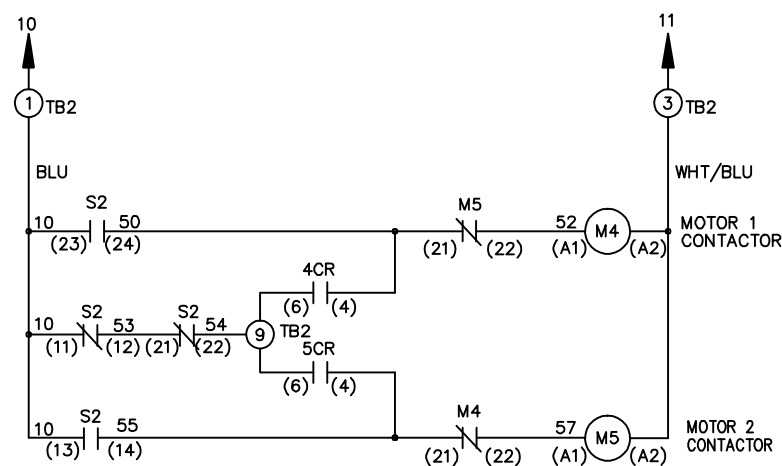 10 11
1 TB2 3 TB2
BLU WHT/BLU
S2 M5
10 50 52 M4 MOTOR 1
(23) (24) (21) (22) (A1) (A2) CONTACTOR
4CR
(6) (4)
S2 S2
10 53 54 9 TB2
(11) (12) (21) (22)
5CR
(6) (4)
S2 M4
10 55 57 M5 MOTOR 2
(13) (14) (21) (22) (A1) (A2) CONTACTOR